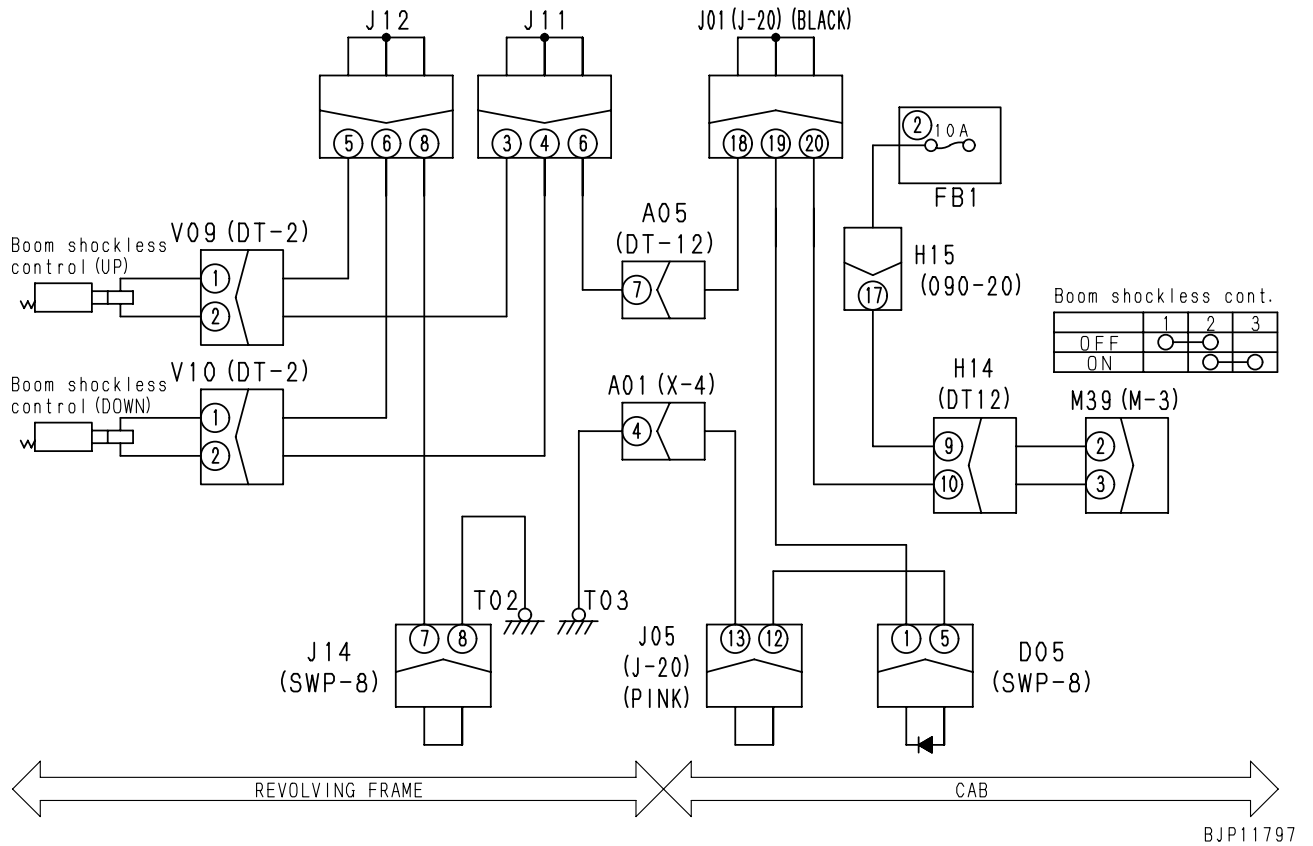 J12
J11
J01(J-20)(BLACK)
5 6 8
3 4 6
18 19 20
2 10A
FB1
A05
(DT-12)
7
H15
(090-20)
17
V09(DT-2)
Boom shockless
control(UP)
1
2
Boom shockless cont.
1 2 3
OFF
ON
V10(DT-2)
Boom shockless
control(DOWN)
1
2
A01(X-4)
4
H14
(DT12)
9
10
M39(M-3)
2
3
T02
T03
J14
(SWP-8)
7 8
J05
(J-20)
(PINK)
13 12
1 5
D05
(SWP-8)
REVOLVING FRAME
CAB
BJP11797